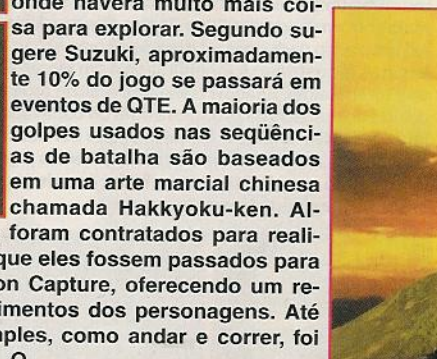 onde haverá muito mais coi-
sa para explorar. Segundo su-
gere Suzuki, aproximadamen-
te 10% do jogo se passará em
eventos de QTE. A maioria dos
golpes usados nas seqüênci-
as de batalha são baseados
em uma arte marcial chinesa
chamada Hakkyoku-ken. Al-
foram contratados para reali-
que eles fossem passados para
on Capture, oferecendo um re-
imentos dos personagens. Até
mples, como andar e correr, foi